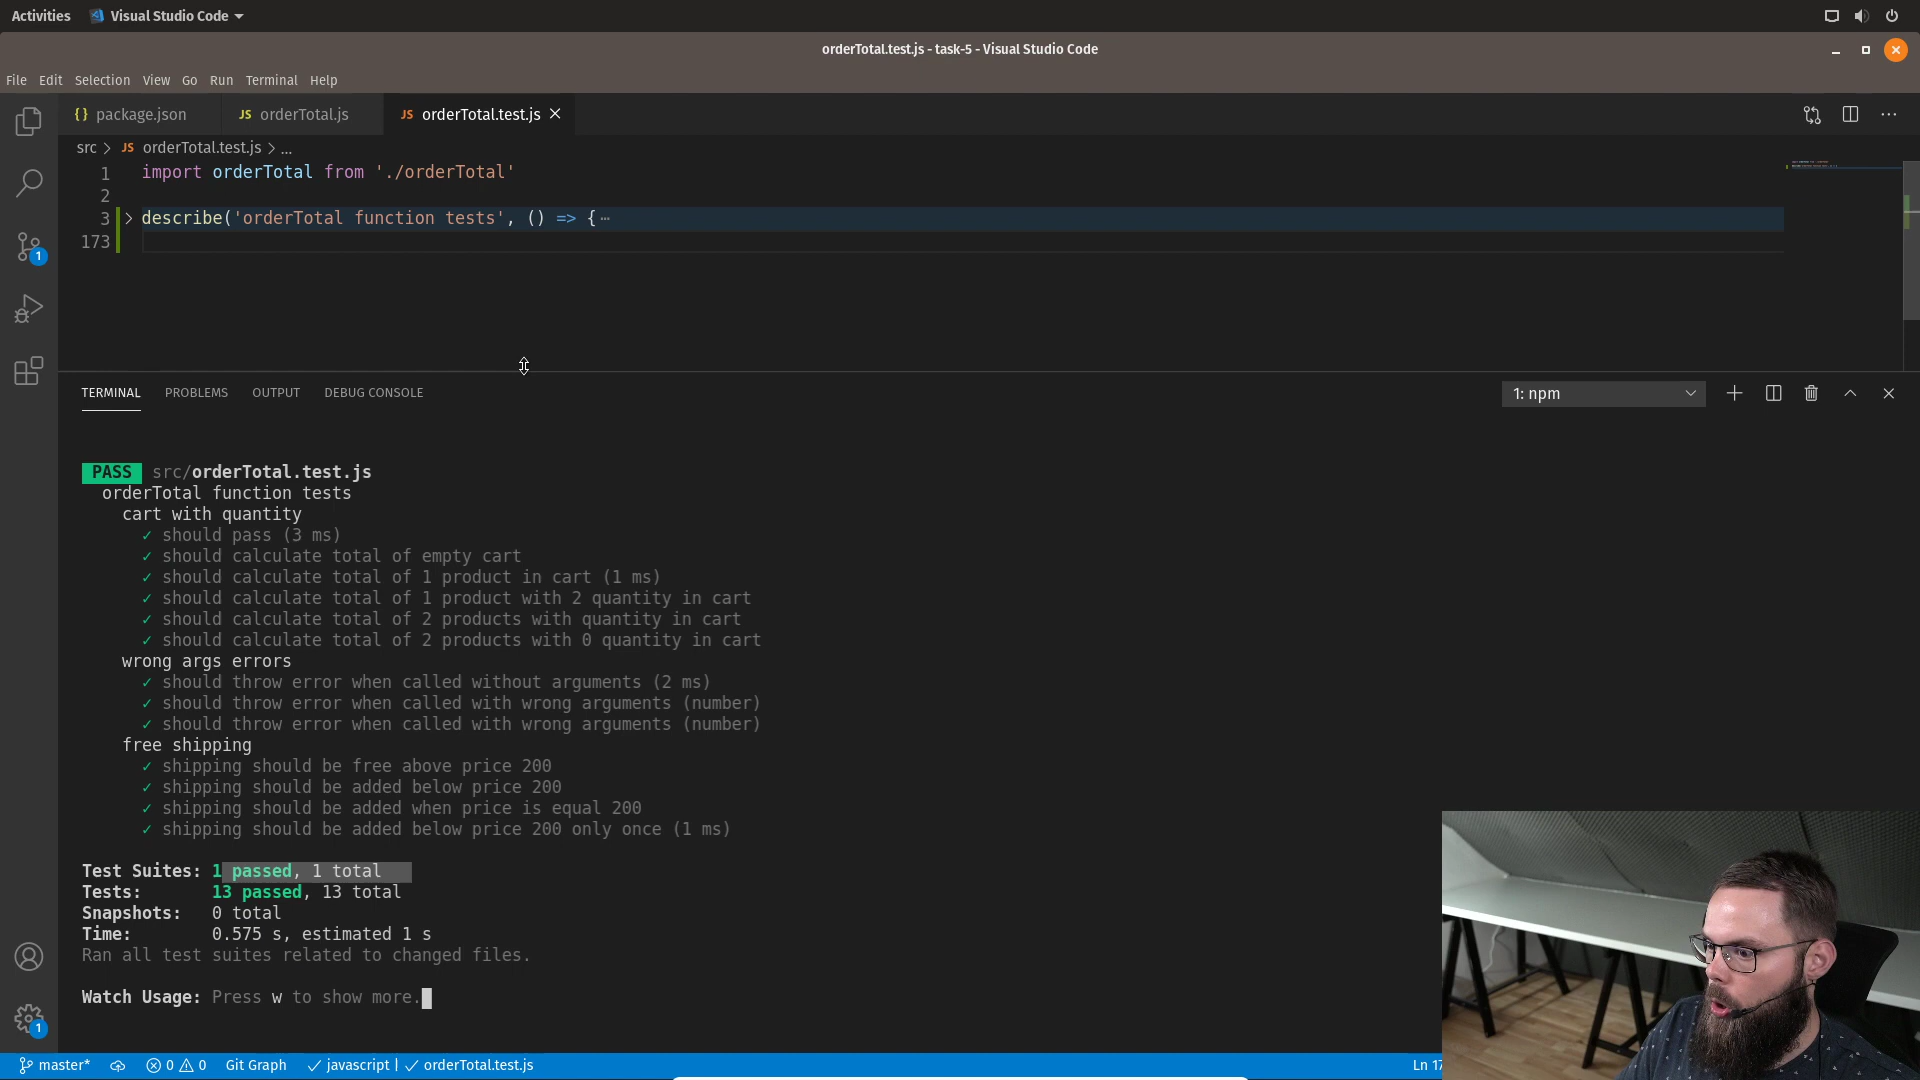 Activities Visual Studio Code
orderTotal.test.js - task-5 - Visual Studio Code
File Edit Selection View Go Run Terminal Help
{} package.json JS orderTotal.js JS orderTotal.test.js
src > JS orderTotal.test.js > ...
1 import orderTotal from './orderTotal'
2
3 describe('orderTotal function tests', () => {⋯
173
1
TERMINAL PROBLEMS OUTPUT DEBUG CONSOLE 1: npm
PASS src/orderTotal.test.js
orderTotal function tests
cart with quantity
✓ should pass (3 ms)
✓ should calculate total of empty cart
✓ should calculate total of 1 product in cart (1 ms)
✓ should calculate total of 1 product with 2 quantity in cart
✓ should calculate total of 2 products with quantity in cart
✓ should calculate total of 2 products with 0 quantity in cart
wrong args errors
✓ should throw error when called without arguments (2 ms)
✓ should throw error when called with wrong arguments (number)
✓ should throw error when called with wrong arguments (number)
free shipping
✓ shipping should be free above price 200
✓ shipping should be added below price 200
✓ shipping should be added when price is equal 200
✓ shipping should be added below price 200 only once (1 ms)
Test Suites: 1 passed, 1 total
Tests: 13 passed, 13 total
Snapshots: 0 total
Time: 0.575 s, estimated 1 s
Ran all test suites related to changed files.
Watch Usage: Press w to show more.
1
master* 0 0 Git Graph ✓ javascript | ✓ orderTotal.test.js Ln 17